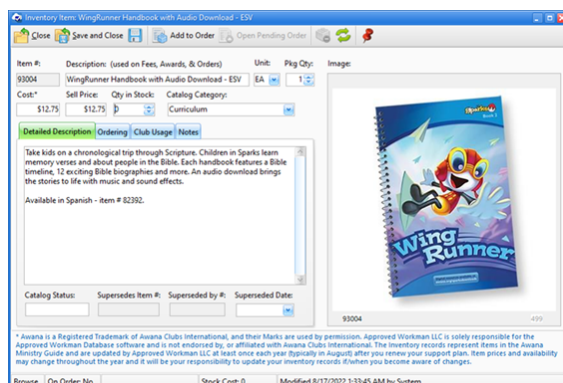 Inventory Item: WingRunner Handbook with Audio Download - ESV
Close Save and Close Add to Order Open Pending Order
Item #: Description: (used on Fees, Awards, & Orders) Unit: Pkg Qty: Image:
93004 WingRunner Handbook with Audio Download - ESV EA 1
Cost:* Sell Price: Qty in Stock: Catalog Category:
$12.75 $12.75 0 Curriculum
Detailed Description Ordering Club Usage Notes
Take kids on a chronological trip through Scripture. Children in Sparks learn
memory verses and about people in the Bible. Each handbook features a Bible
timeline, 12 exciting Bible biographies and more. An audio download brings
the stories to life with music and sound effects.
Available in Spanish - item # 82392.
Sparks
Book 3
Wing
Runner
Catalog Status: Supersedes Item #: Superseded by #: Superseded Date:
93004 499
* Awana is a Registered Trademark of Awana Clubs International, and their Marks are used by permission. Approved Workman LLC is solely responsible for the
Approved Workman Database software and is not endorsed by, or affiliated with Awana Clubs International. The Inventory records represent items in the Awana
Ministry Guide and are updated by Approved Workman LLC at least once each year (typically in August) after you renew your support plan. Item prices and availability
may change throughout the year and it will be your responsibility to update your inventory records if/when you become aware of changes.
Browse On Order: No Stock Cost: 0 Modified 8/17/2022 1:33:45 AM by System